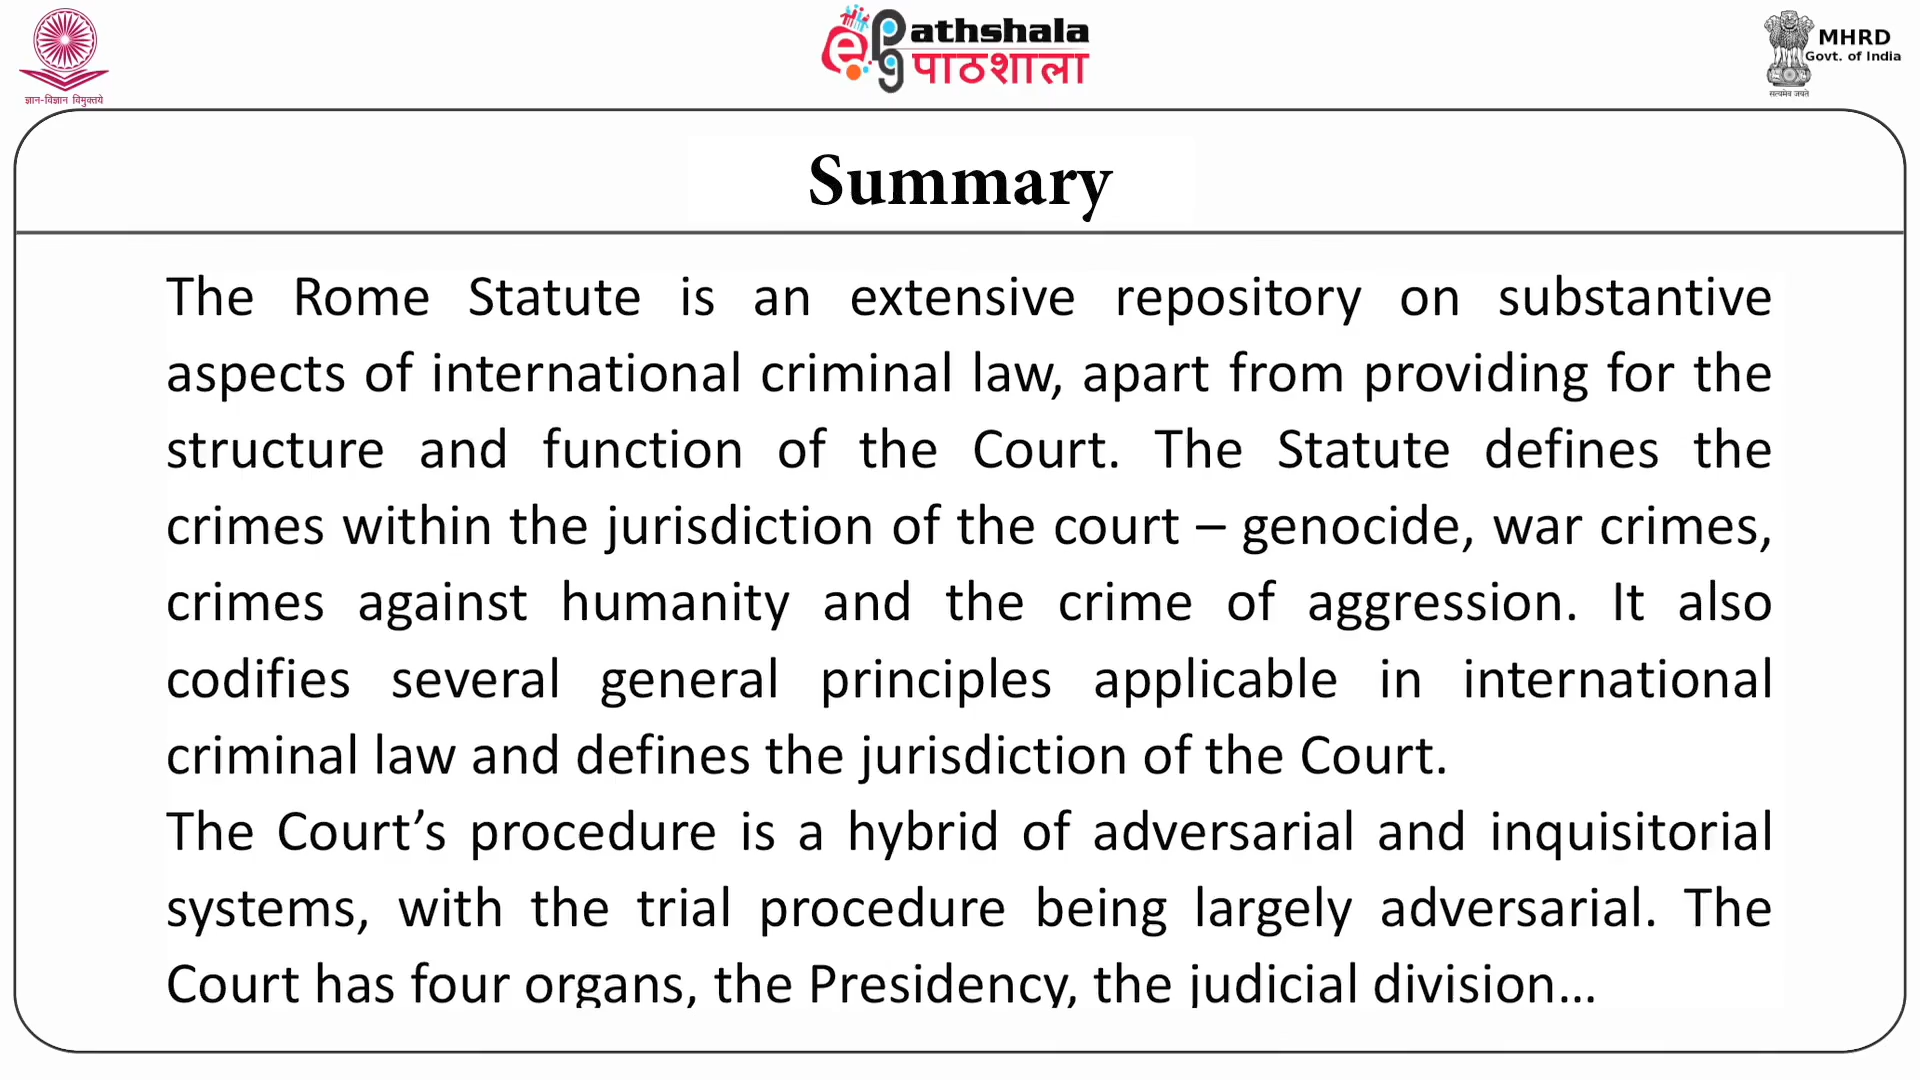 ज्ञान-विज्ञान विमुक्तये
ePG athshala
पाठशाला
MHRD
Govt. of India
सत्यमेव जयते
Summary
The Rome Statute is an extensive repository on substantive
aspects of international criminal law, apart from providing for the
structure and function of the Court. The Statute defines the
crimes within the jurisdiction of the court – genocide, war crimes,
crimes against humanity and the crime of aggression. It also
codifies several general principles applicable in international
criminal law and defines the jurisdiction of the Court.
The Court’s procedure is a hybrid of adversarial and inquisitorial
systems, with the trial procedure being largely adversarial. The
Court has four organs, the Presidency, the judicial division...